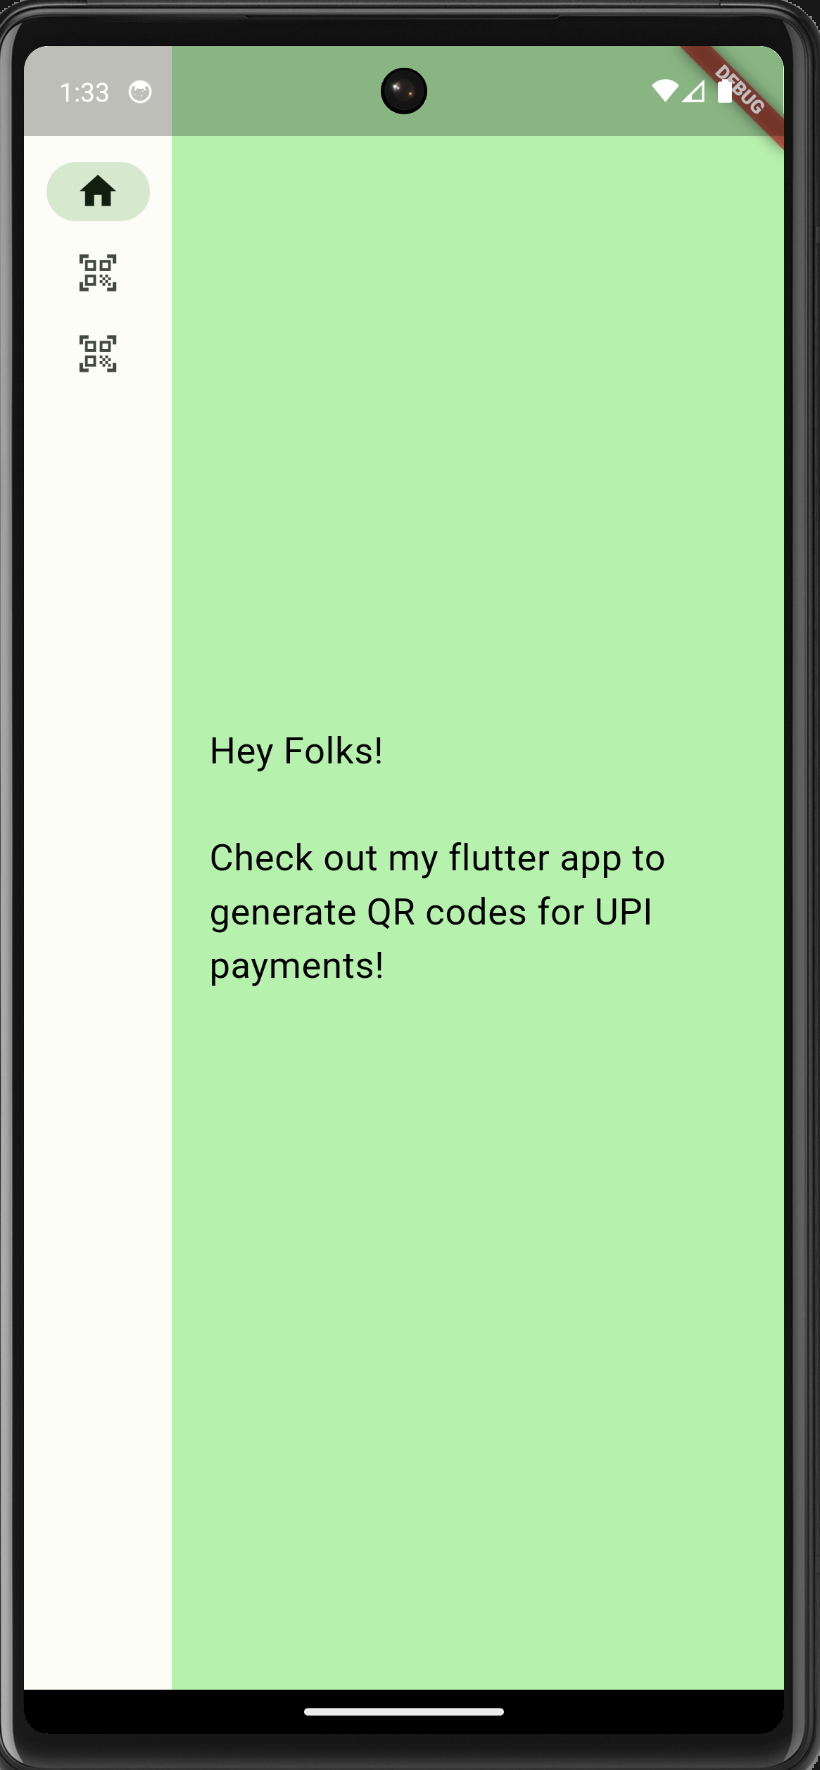 1:33
DEBUG
Hey Folks!
Check out my flutter app to
generate QR codes for UPI
payments!